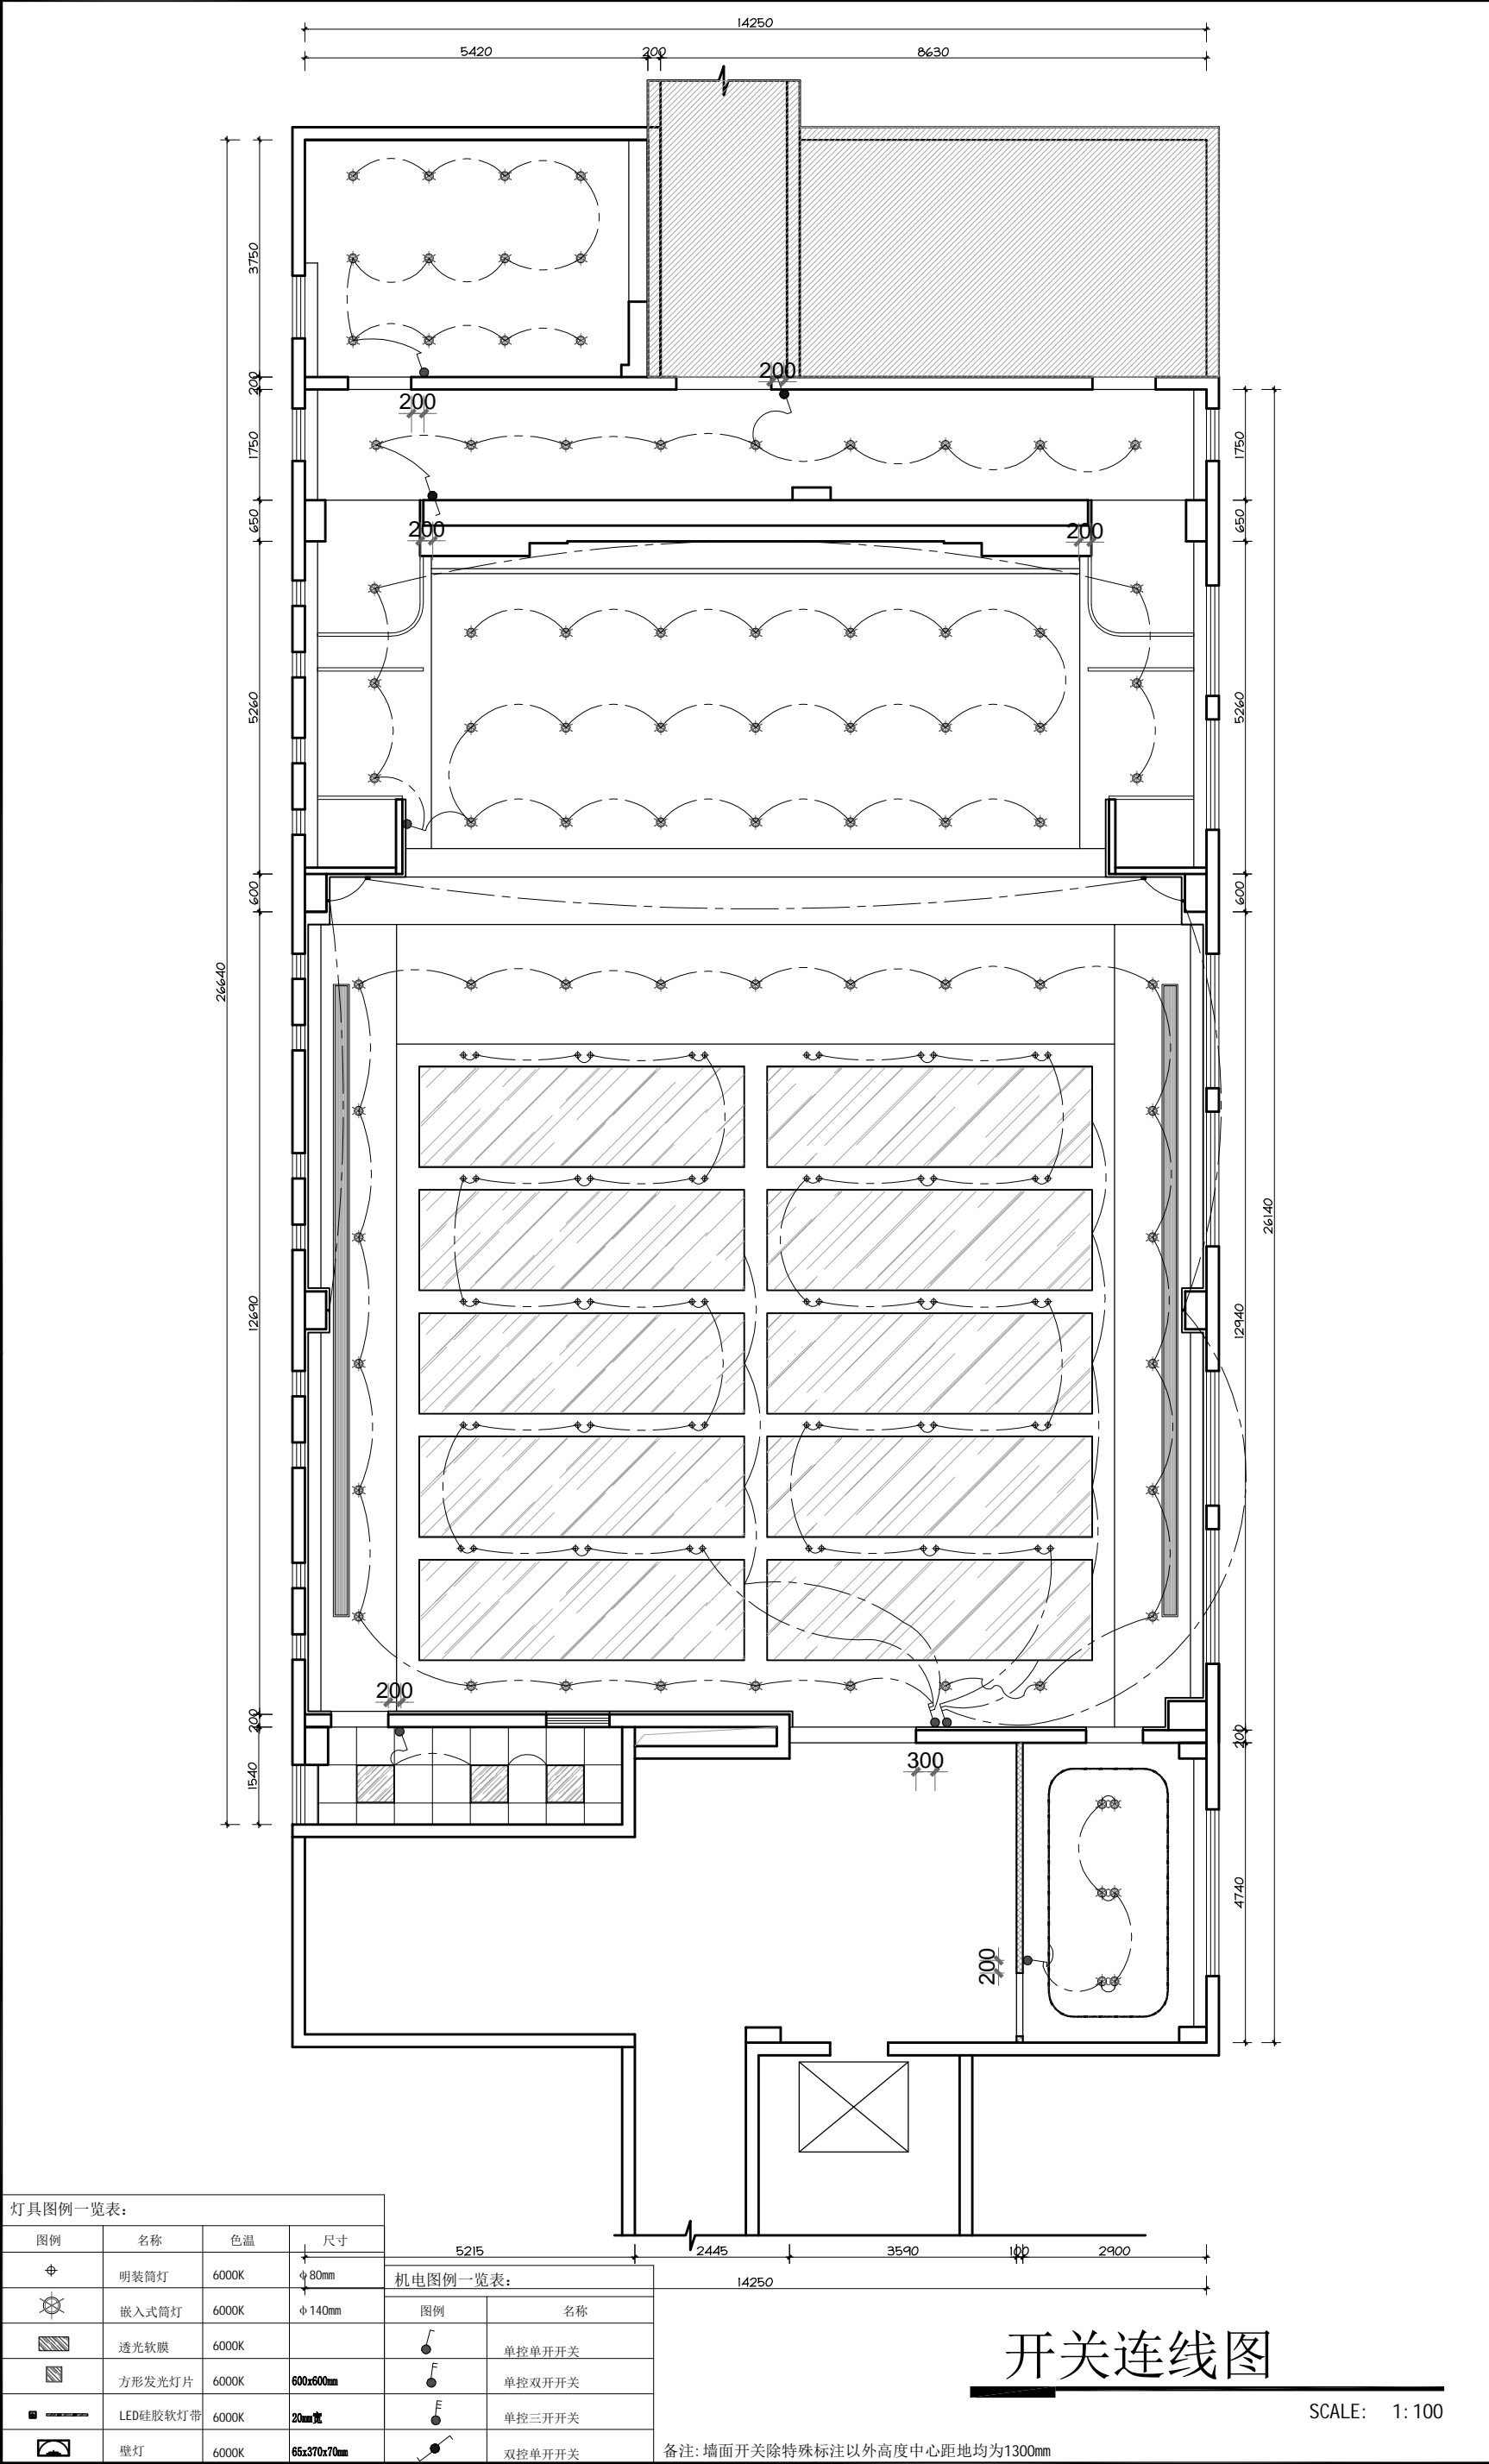 14250
5420 200 8630
3750
200
200
200
1750
1750
650
650
200
200
5260
5260
600
600
26640
26140
12690
12940
200
200
200
300
1540
4740
200
5215 2445 3590 100 2900
14250
灯具图例一览表:
图例 名称 色温 尺寸
明装筒灯 6000K φ80mm
嵌入式筒灯 6000K φ140mm
透光软膜 6000K
方形发光灯片 6000K 600x600mm
LED硅胶软灯带 6000K 20mm宽
壁灯 6000K 65x370x70mm
机电图例一览表:
图例 名称
单控单开开关
单控双开开关
单控三开开关
双控单开开关
开关连线图
SCALE: 1:100
备注:墙面开关除特殊标注以外高度中心距地均为1300mm